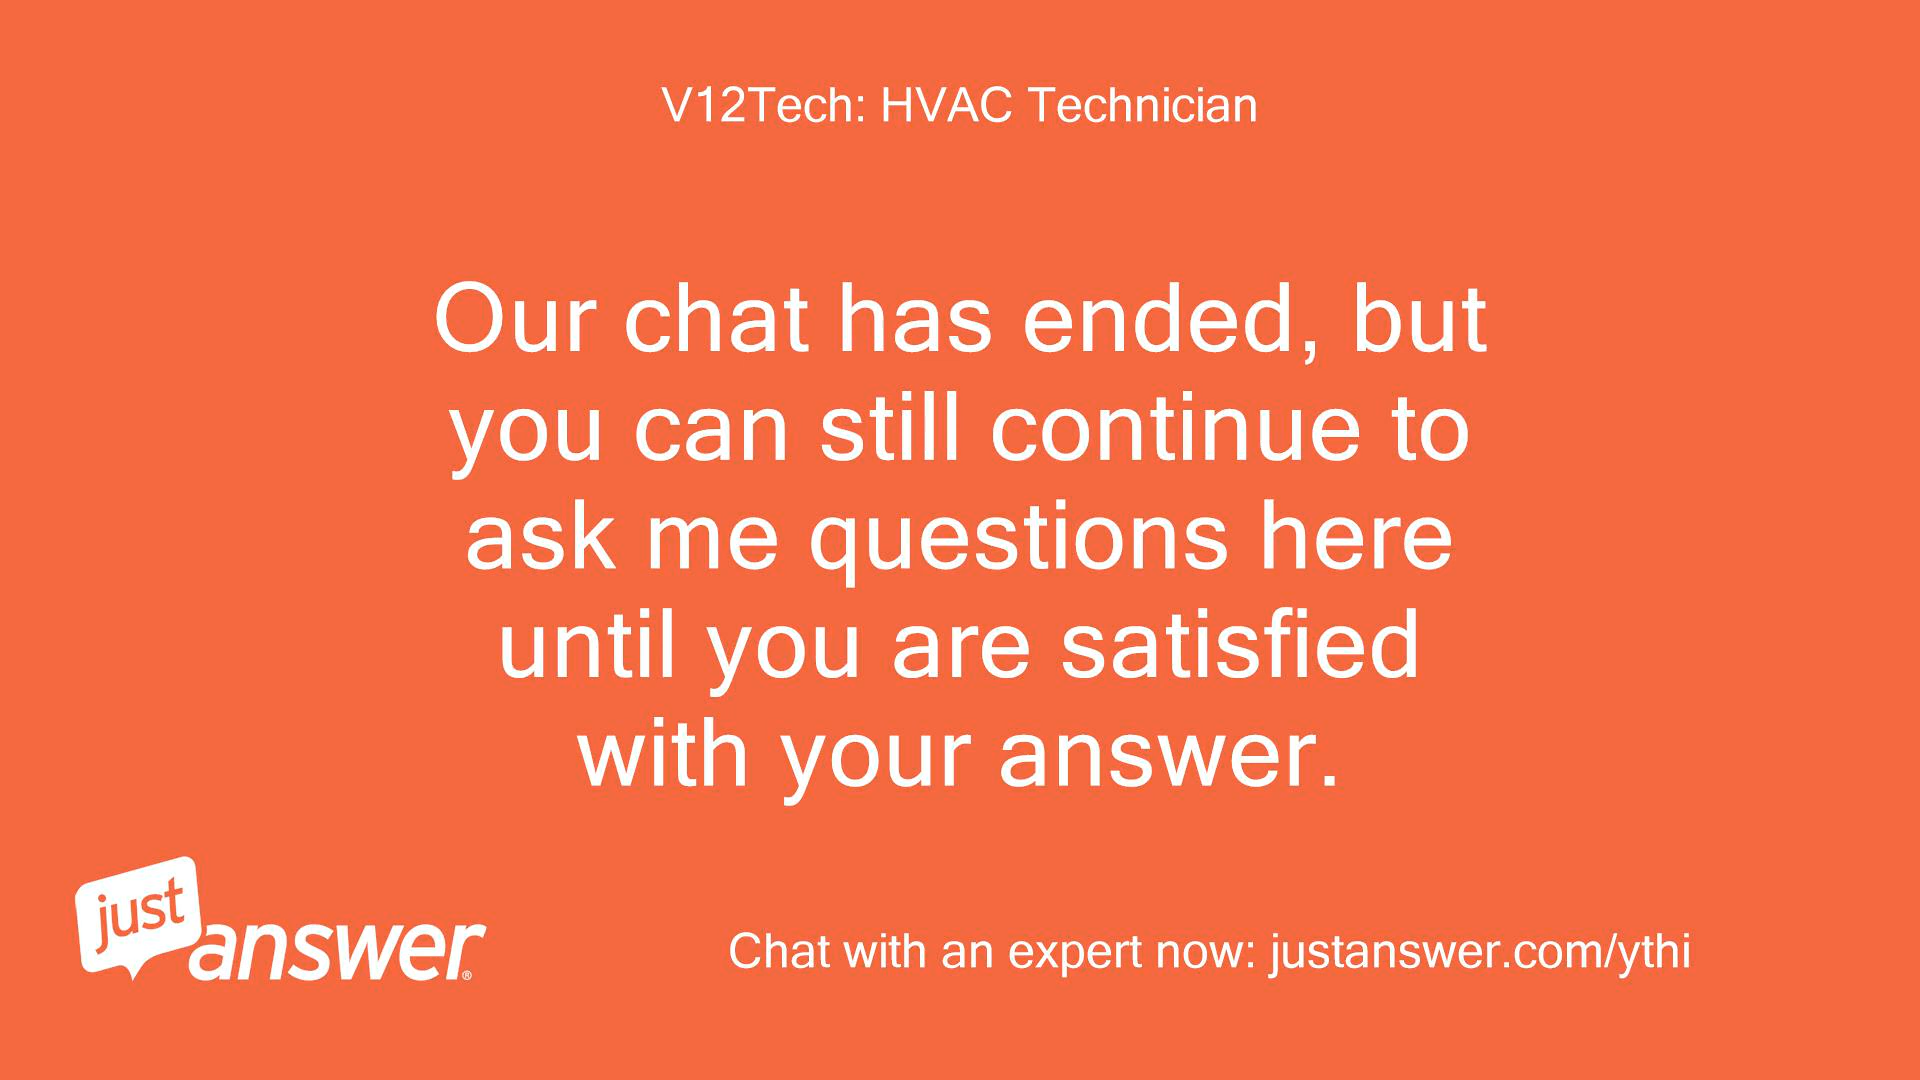 V12Tech: HVAC Technician
Our chat has ended, but
you can still continue to
ask me questions here
until you are satisfied
with your answer.
just
answer®
Chat with an expert now: justanswer.com/ythi